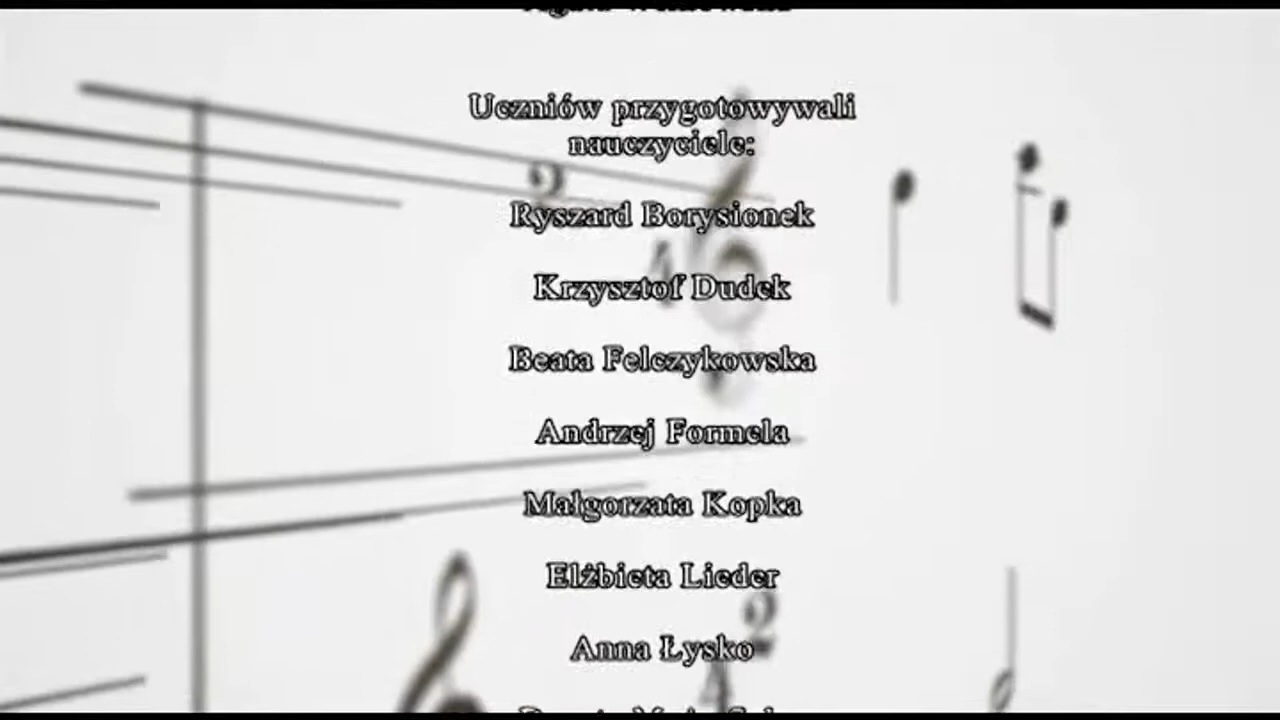 Uczniów przygotowywali
nauczyciele:
Ryszard Borysionek
Krzysztof Dudek
Beata Felczykowska
Andrzej Formela
Małgorzata Kopka
Elżbieta Lieder
Anna Łysko